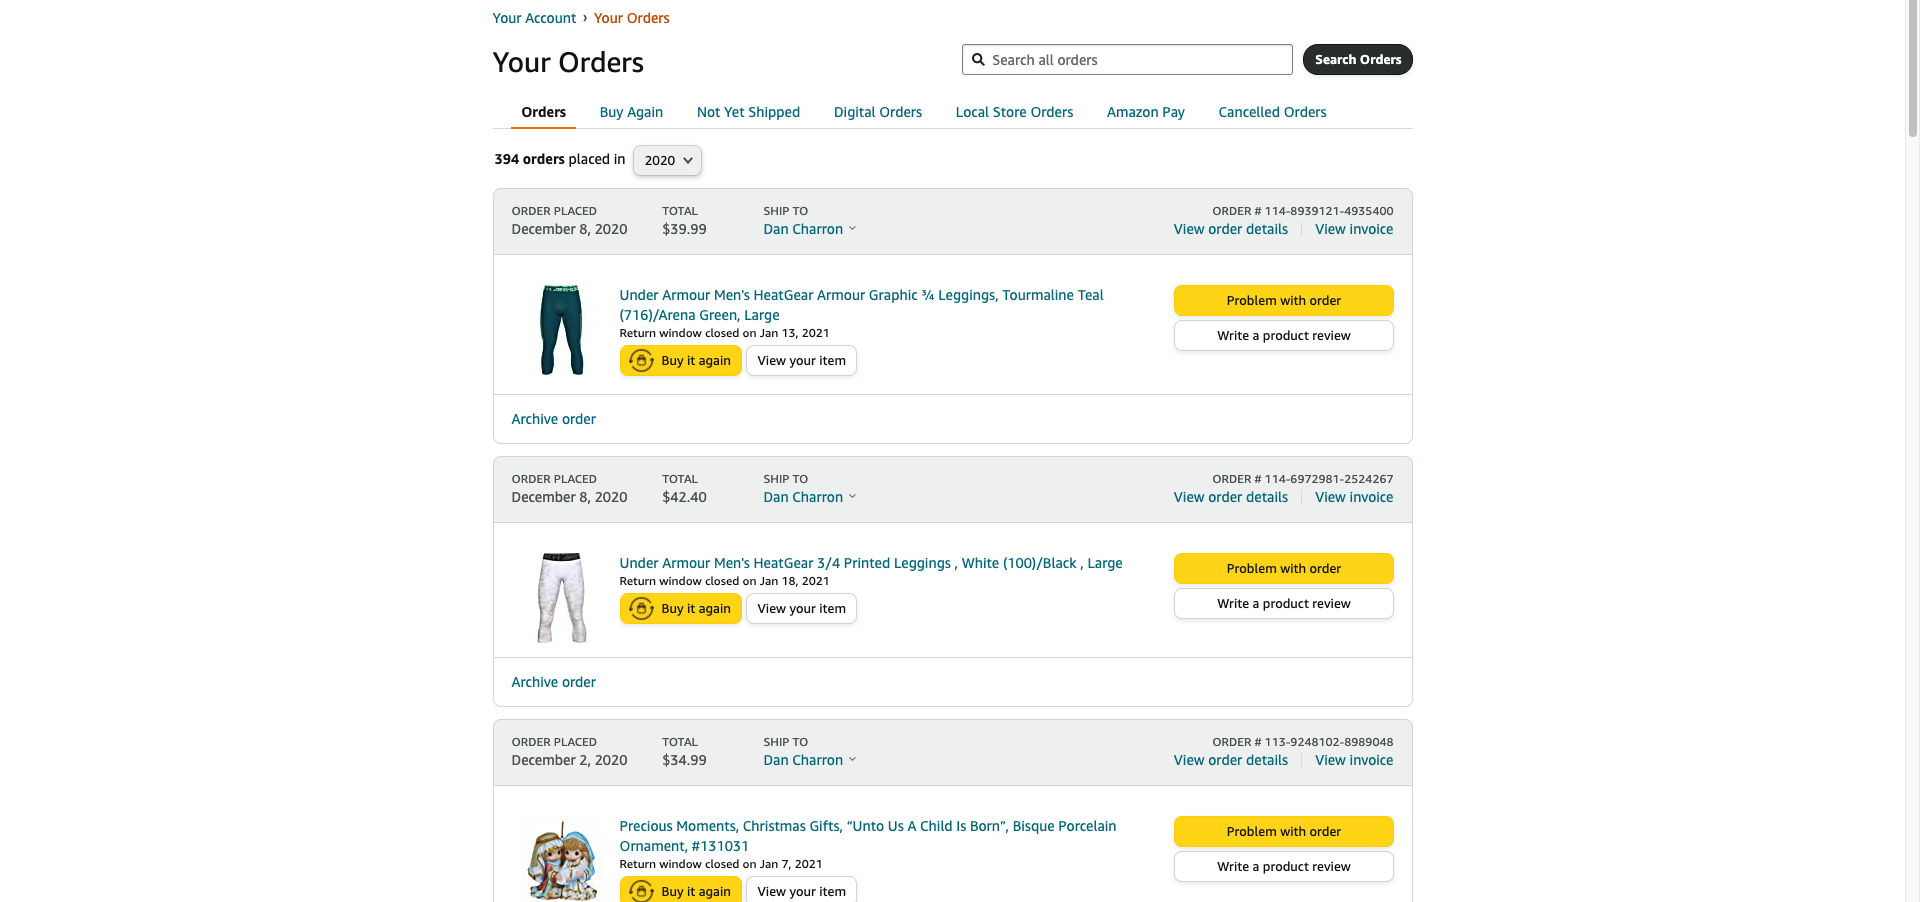 Your Account › Your Orders
Your Orders
Search all orders
Search Orders
Orders
Buy Again
Not Yet Shipped
Digital Orders
Local Store Orders
Amazon Pay
Cancelled Orders
394 orders placed in 2020
ORDER PLACED
December 8, 2020
TOTAL
$39.99
SHIP TO
Dan Charron
ORDER # 114-8939121-4935400
View order details
View invoice
Under Armour Men's HeatGear Armour Graphic ¾ Leggings, Tourmaline Teal
(716)/Arena Green, Large
Return window closed on Jan 13, 2021
Buy it again
View your item
Problem with order
Write a product review
Archive order
ORDER PLACED
December 8, 2020
TOTAL
$42.40
SHIP TO
Dan Charron
ORDER # 114-6972981-2524267
View order details
View invoice
Under Armour Men's HeatGear 3/4 Printed Leggings , White (100)/Black , Large
Return window closed on Jan 18, 2021
Buy it again
View your item
Problem with order
Write a product review
Archive order
ORDER PLACED
December 2, 2020
TOTAL
$34.99
SHIP TO
Dan Charron
ORDER # 113-9248102-8989048
View order details
View invoice
Precious Moments, Christmas Gifts, “Unto Us A Child Is Born”, Bisque Porcelain
Ornament, #131031
Return window closed on Jan 7, 2021
Buy it again
View your item
Problem with order
Write a product review